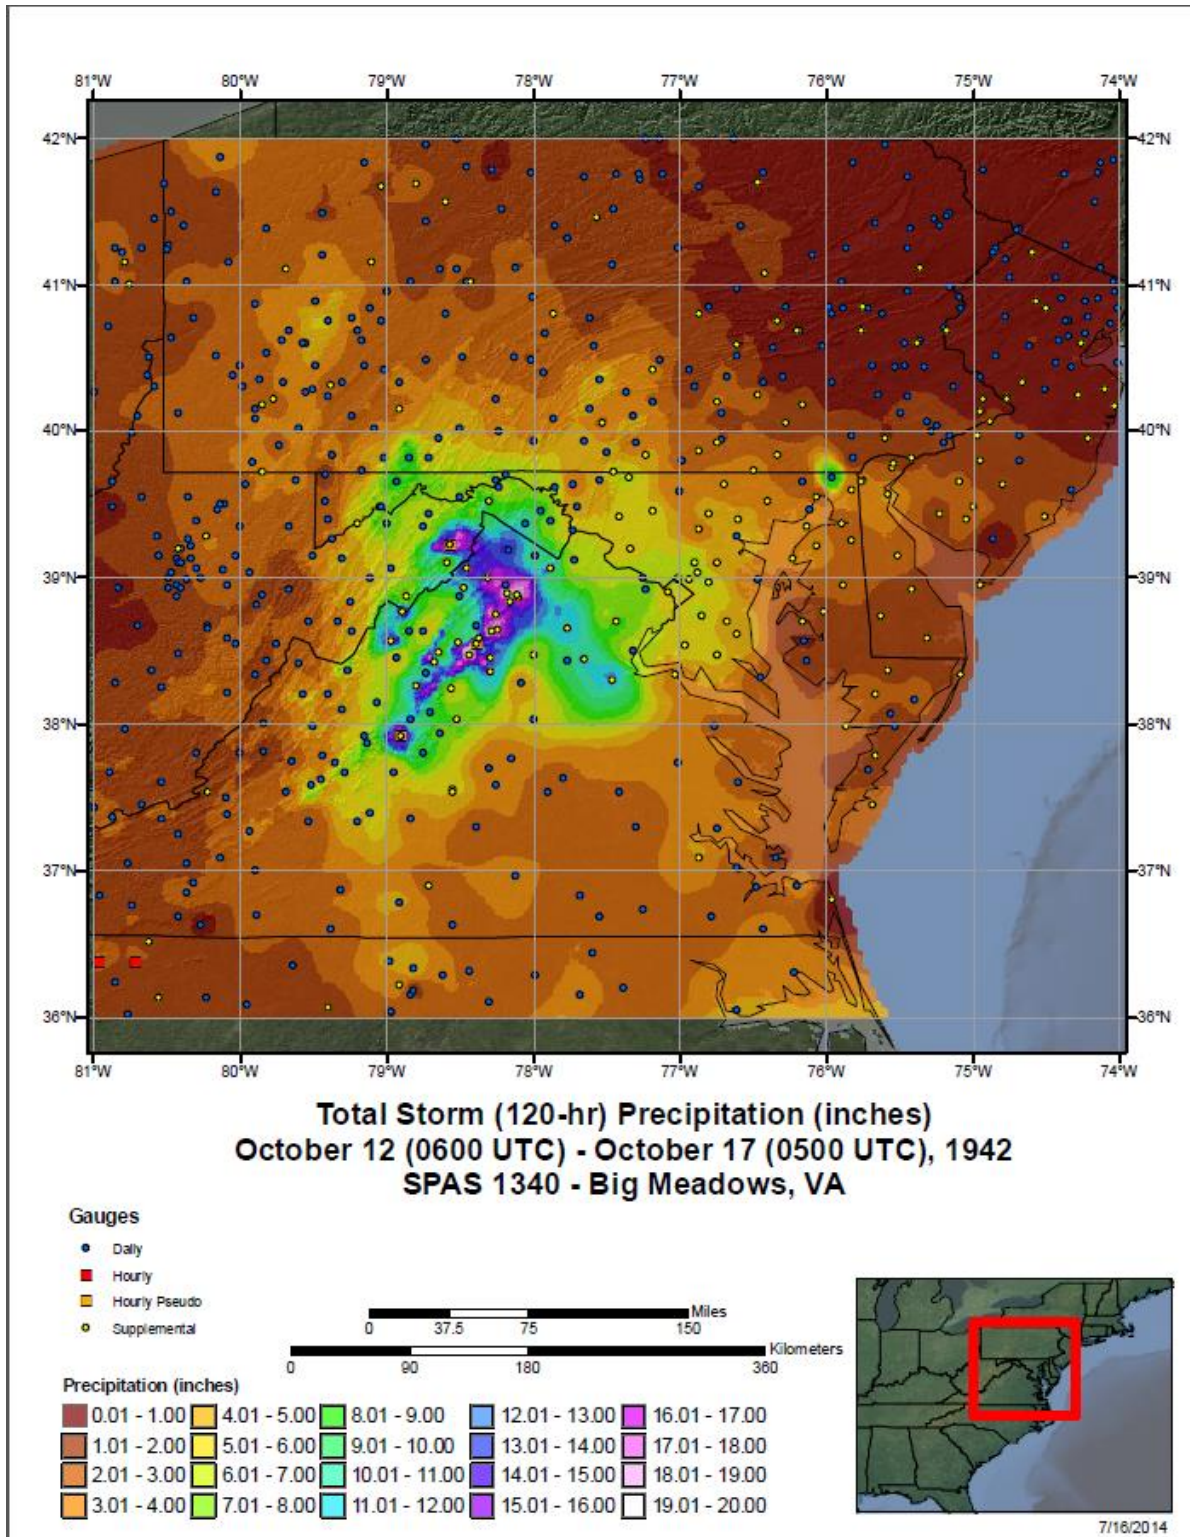 81°W 80°W 79°W 78°W 77°W 76°W 75°W 74°W
42°N 42°N
41°N 41°N
40°N 40°N
39°N 39°N
38°N 38°N
37°N 37°N
36°N 36°N
81°W 80°W 79°W 78°W 77°W 76°W 75°W 74°W
Total Storm (120-hr) Precipitation (inches)
October 12 (0600 UTC) - October 17 (0500 UTC), 1942
SPAS 1340 - Big Meadows, VA
Gauges
Daily
Hourly
Hourly Pseudo
Supplemental
Miles
0 37.5 75 150
Kilometers
0 90 180 360
Precipitation (inches)
0.01 - 1.00 4.01 - 5.00 8.01 - 9.00 12.01 - 13.00 16.01 - 17.00
1.01 - 2.00 5.01 - 6.00 9.01 - 10.00 13.01 - 14.00 17.01 - 18.00
2.01 - 3.00 6.01 - 7.00 10.01 - 11.00 14.01 - 15.00 18.01 - 19.00
3.01 - 4.00 7.01 - 8.00 11.01 - 12.00 15.01 - 16.00 19.01 - 20.00
7/16/2014